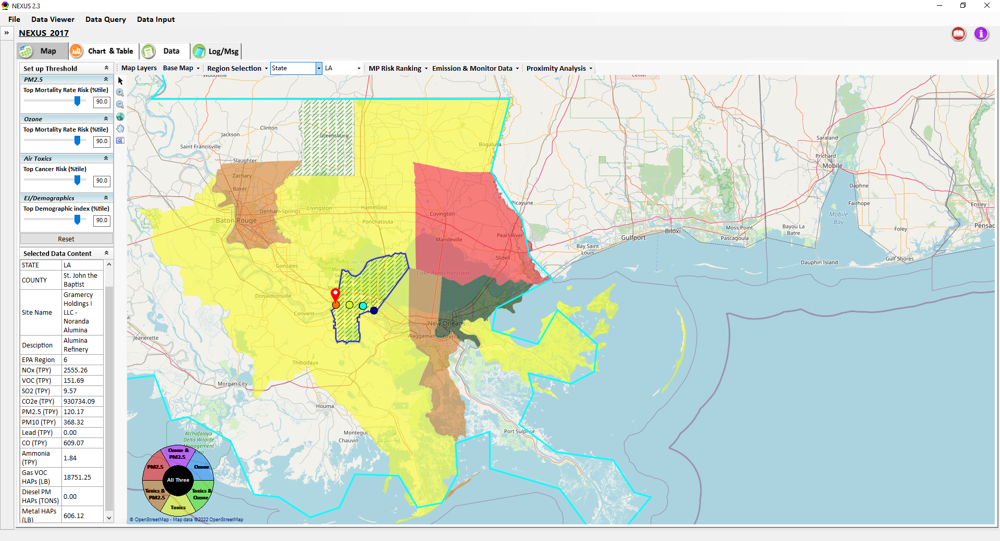 NEXUS 2.3
File Data Viewer Data Query Data Input
»
NEXUS_2017
Map Chart & Table Data Log/Msg
Set up Threshold
PM2.5
Top Mortality Rate Risk (%tile)
90.0
Ozone
Top Mortality Rate Risk (%tile)
90.0
Air Toxics
Top Cancer Risk (%tile)
90.0
EJ/Demographics
Top Demographic index (%tile)
90.0
Reset
Selected Data Content
STATE LA
COUNTY St. John the
Baptist
Site Name Gramercy
Holdings I
LLC -
Noranda
Alumina
Desciption Alumina
Refinery
EPA Region 6
NOx (TPY) 2555.26
VOC (TPY) 151.69
SO2 (TPY) 9.57
CO2e (TPY) 930734.09
PM2.5 (TPY) 120.17
PM10 (TPY) 368.32
Lead (TPY) 0.00
CO (TPY) 609.07
Ammonia
(TPY) 1.84
Gas VOC
HAPs (LB) 18751.25
Diesel PM
HAPs (TONS) 0.00
Metal HAPs
(LB) 606.12
Map Layers Base Map Region Selection State LA MP Risk Ranking Emission & Monitor Data Proximity Analysis
Woodville
Center
Clinton
Jackson
Greensburg
Saint Francisville
Bogalusa
Slaughter
Zachary
Baker
Denham Springs
Livingston
Hammond
Baton Rouge
Ponchatoula
Covington
Picayune
Mandeville
Pearl River
Slidell
Gonzales
Lake Pontchartrain
Donaldsonville
Convent
New Orleans
Waggaman
Gretna
Jeanerette
Thibodaux
Morgan City
Houma
Montegut
Chauvin
Port Sulphur
Atchafalaya
Delta Wildlife
Management
Area
Saraland
Prichard
Mobile
Daphne
Fairhope
Mobile
Bay
Ensley
Pensac
Foley
Moss Point
Bayou La
Batre
Pascagoula
Biloxi
Gulfport
Bay Saint
Louis
Dauphin Island
Gulf Shores
Ozone &
PM2.5
PM2.5
Ozone
All Three
Toxics &
PM2.5
Toxics &
Ozone
Toxics
© OpenStreetMap - Map data ©2022 OpenStreetMap